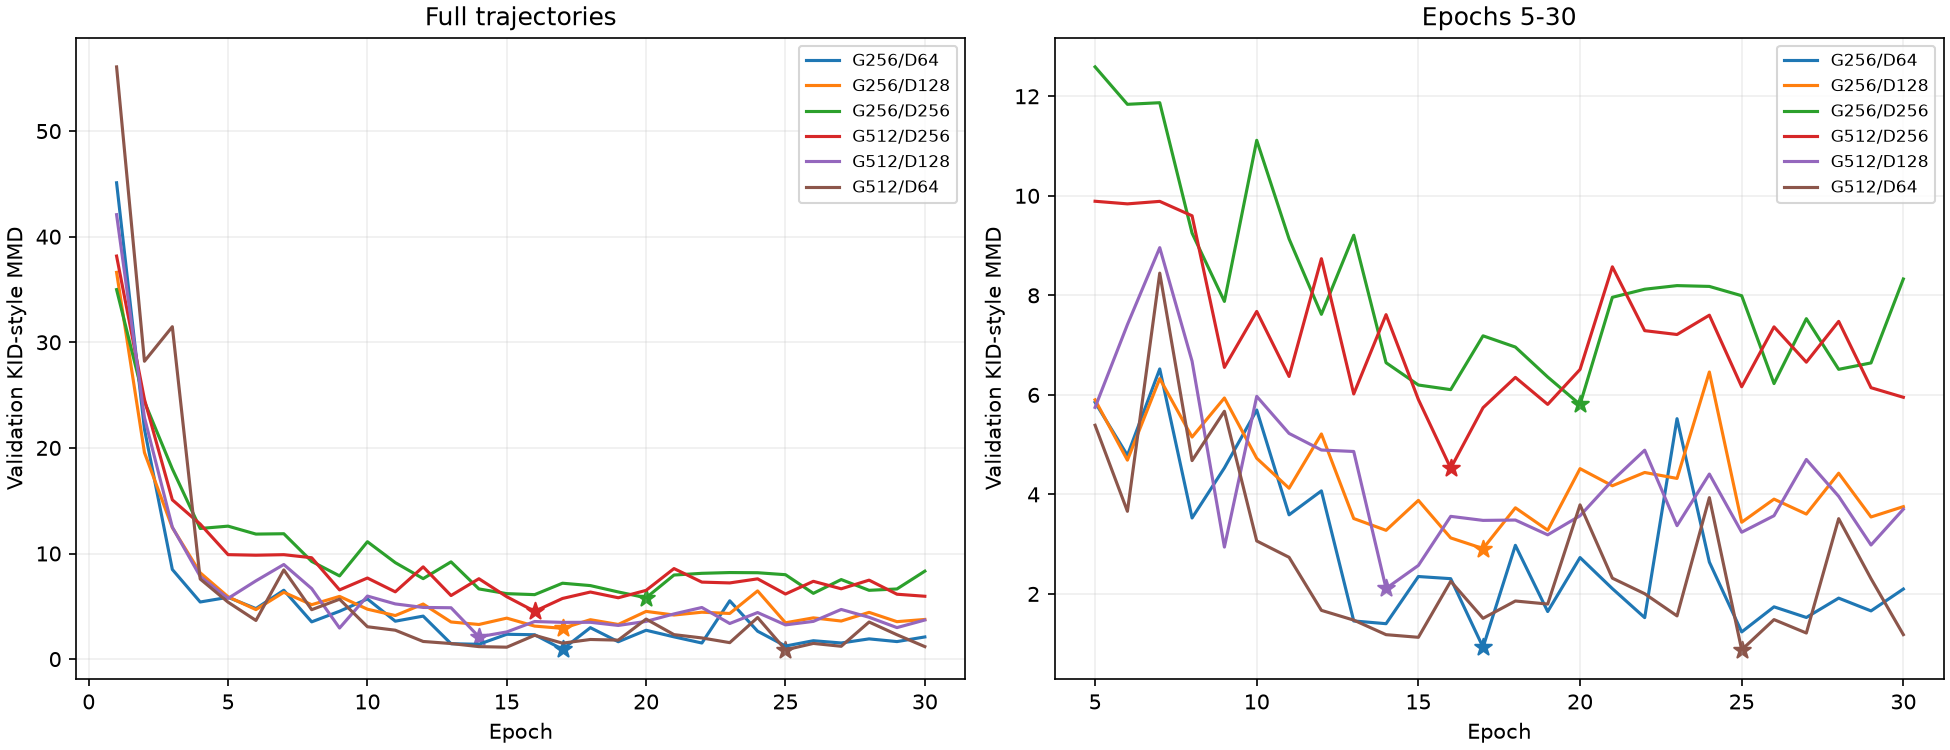 Full trajectories
Validation KID-style MMD
50
40
30
20
10
0
0
5
10
15
20
25
30
Epoch
G256/D64
G256/D128
G256/D256
G512/D256
G512/D128
G512/D64
Epochs 5-30
Validation KID-style MMD
12
10
8
6
4
2
5
10
15
20
25
30
Epoch
G256/D64
G256/D128
G256/D256
G512/D256
G512/D128
G512/D64